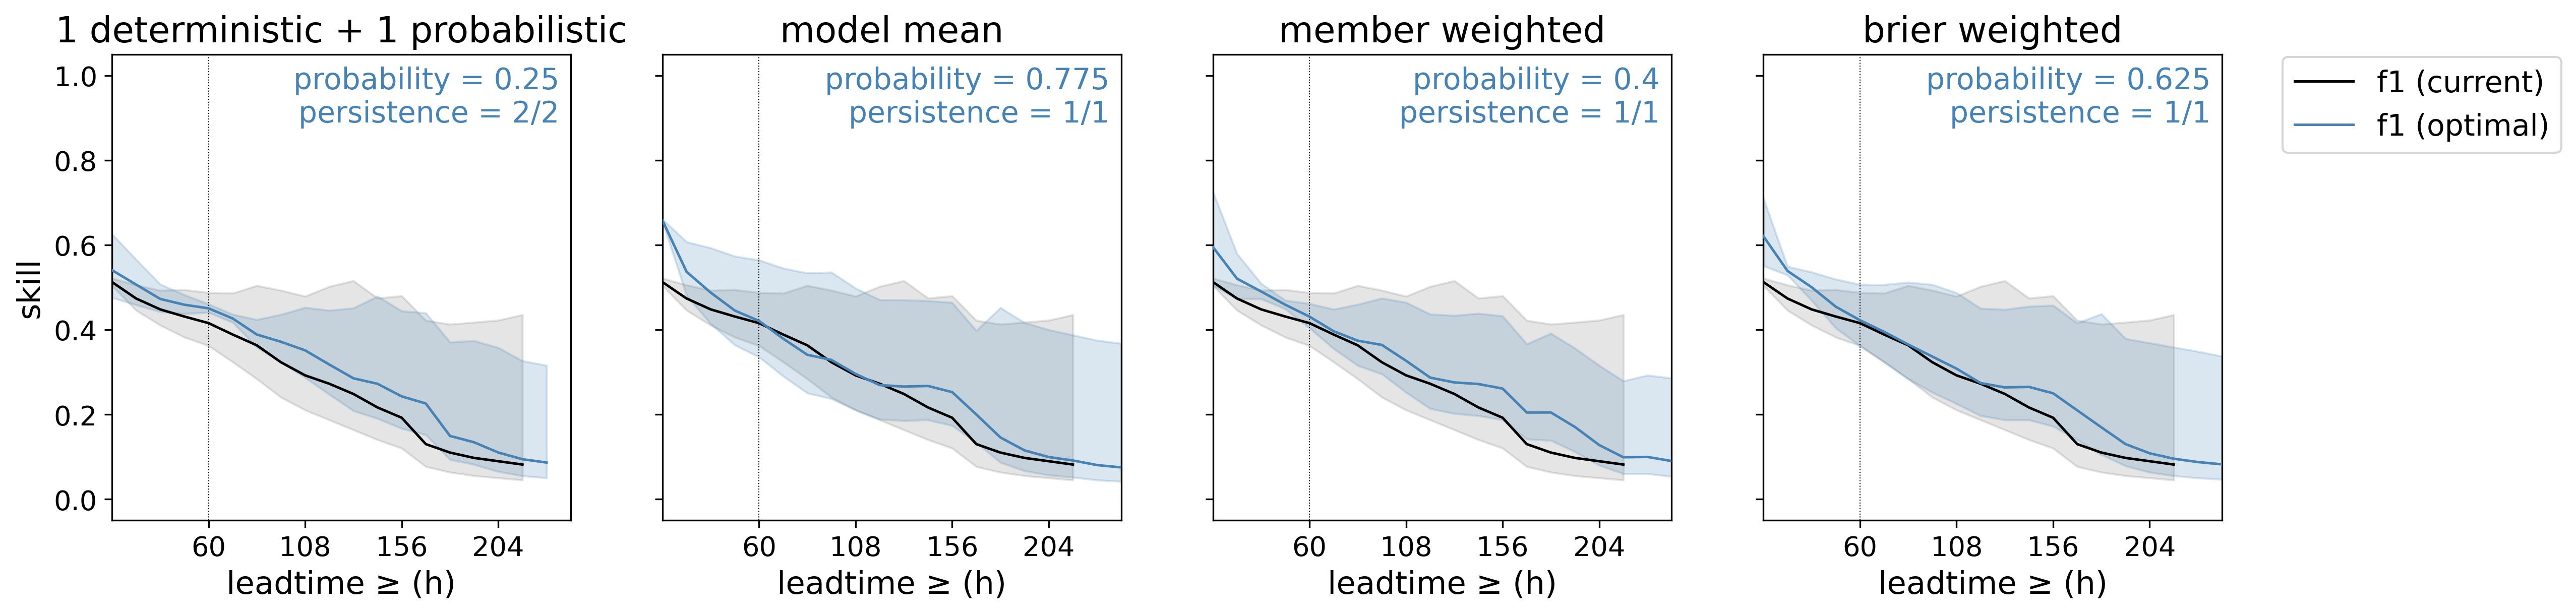 1 deterministic + 1 probabilistic
model mean
member weighted
brier weighted
probability = 0.25
persistence = 2/2
probability = 0.775
persistence = 1/1
probability = 0.4
persistence = 1/1
probability = 0.625
persistence = 1/1
f1 (current)
f1 (optimal)
skill
1.0
0.8
0.6
0.4
0.2
0.0
60 108 156 204
60 108 156 204
60 108 156 204
60 108 156 204
leadtime ≥ (h)
leadtime ≥ (h)
leadtime ≥ (h)
leadtime ≥ (h)